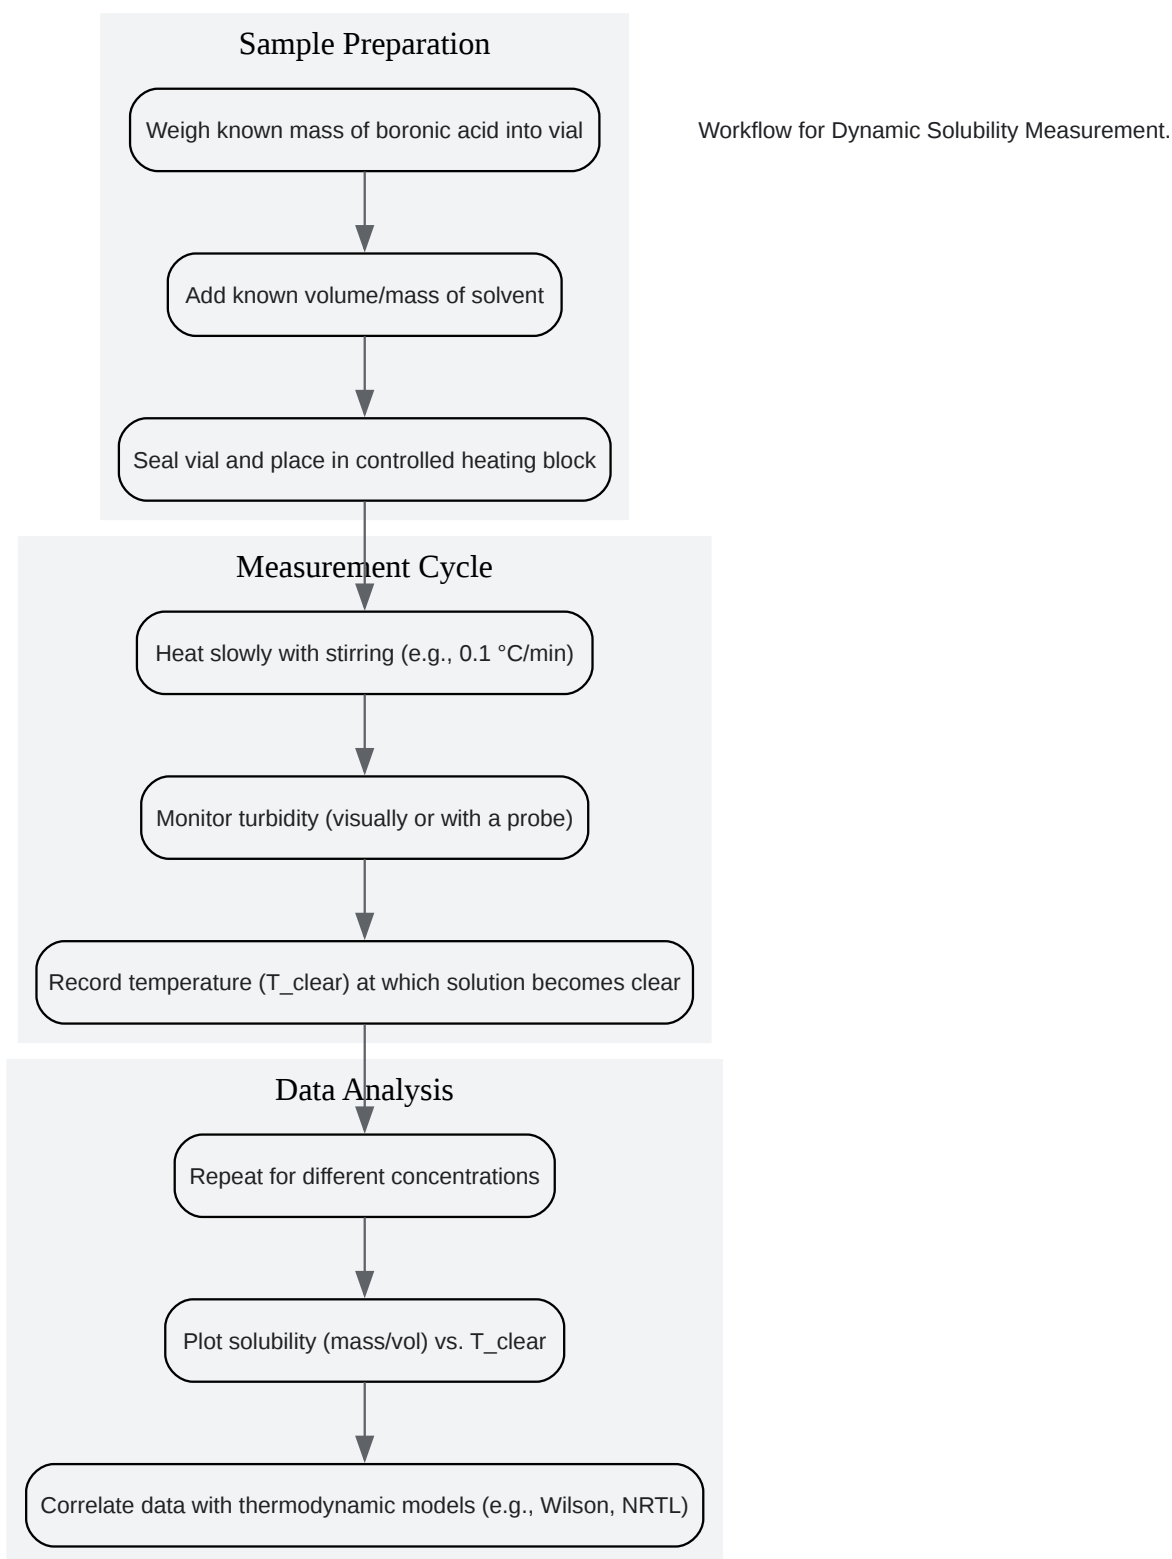 Sample Preparation
Weigh known mass of boronic acid into vial
Workflow for Dynamic Solubility Measurement.
Add known volume/mass of solvent
Seal vial and place in controlled heating block
Measurement Cycle
Heat slowly with stirring (e.g., 0.1 °C/min)
Monitor turbidity (visually or with a probe)
Record temperature (T_clear) at which solution becomes clear
Data Analysis
Repeat for different concentrations
Plot solubility (mass/vol) vs. T_clear
Correlate data with thermodynamic models (e.g., Wilson, NRTL)